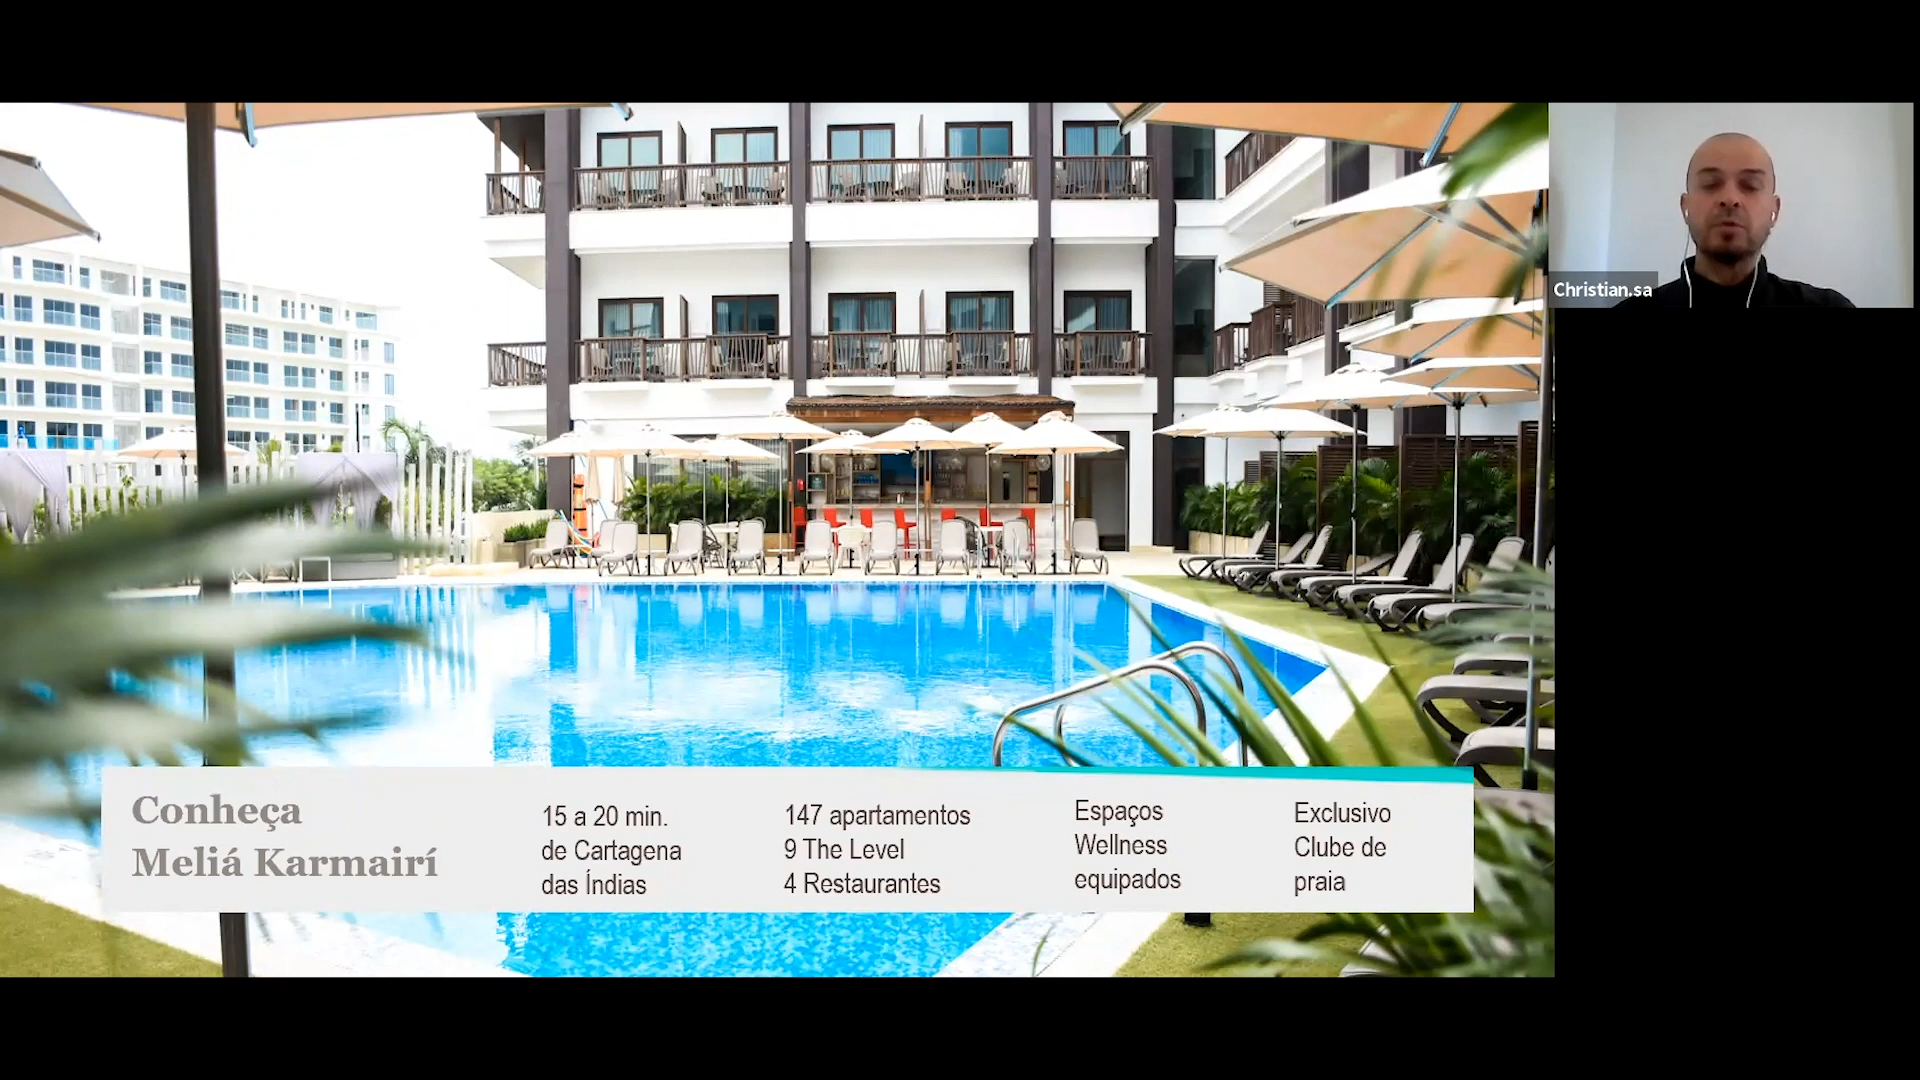 Christian.sa
Conheça
Meliá Karmairí
15 a 20 min.
de Cartagena
das Índias
147 apartamentos
9 The Level
4 Restaurantes
Espaços
Wellness
equipados
Exclusivo
Clube de
praia